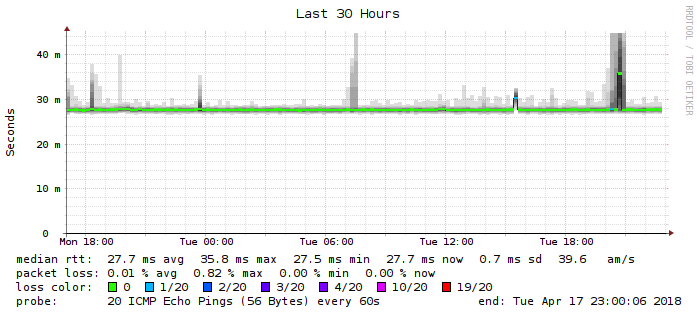 Last 30 Hours
RRDTOOL / TOBI OETIKER
Seconds
40 m
30 m
20 m
10 m
0
Mon 18:00 Tue 00:00 Tue 06:00 Tue 12:00 Tue 18:00
median rtt: 27.7 ms avg 35.8 ms max 27.5 ms min 27.7 ms now 0.7 ms sd 39.6 am/s
packet loss: 0.01 % avg 0.82 % max 0.00 % min 0.00 % now
loss color: 0 1/20 2/20 3/20 4/20 10/20 19/20
probe: 20 ICMP Echo Pings (56 Bytes) every 60s end: Tue Apr 17 23:00:06 2018